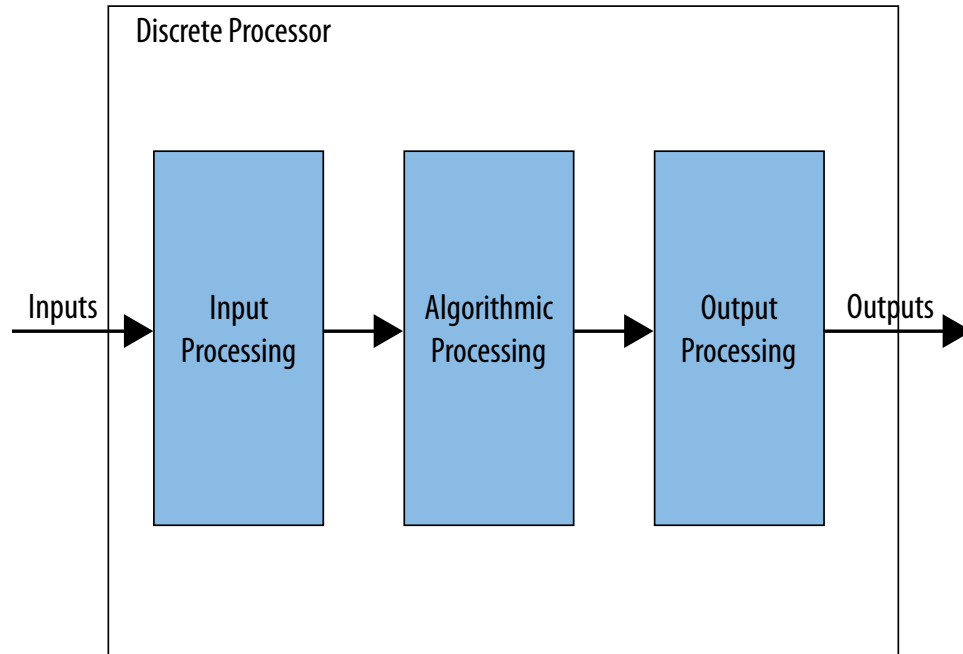 Discrete Processor
Inputs
Input
Processing
Algorithmic
Processing
Output
Processing
Outputs